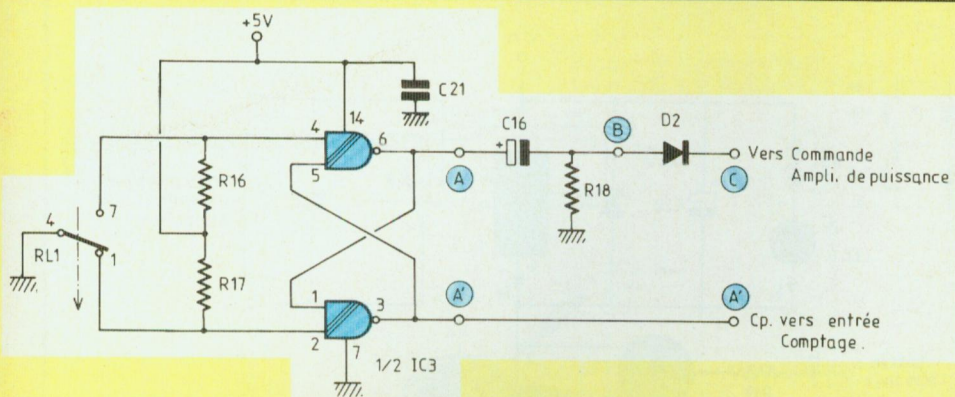 +5V
C21
14
4
6
5
C16
+
B
D2
A
C
Vers Commande
Ampli. de puissance
R16
R18
7
4
RL1
1
R17
1
3
2
7
1/2 IC3
A'
A'
Cp. vers entrée
Comptage.